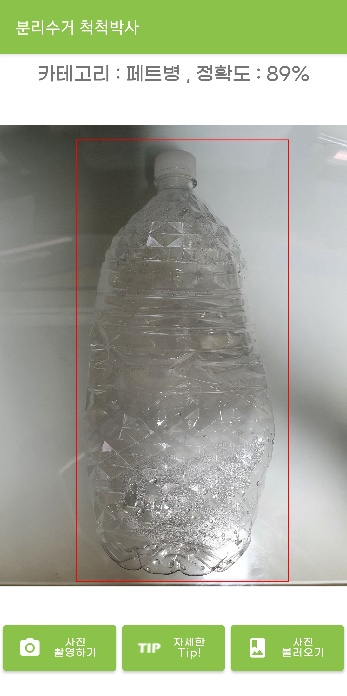 분리수거 척척박사
카테고리 : 페트병 , 정확도 : 89%
사진
촬영하기
TIP
자세한
Tip!
사진
불러오기